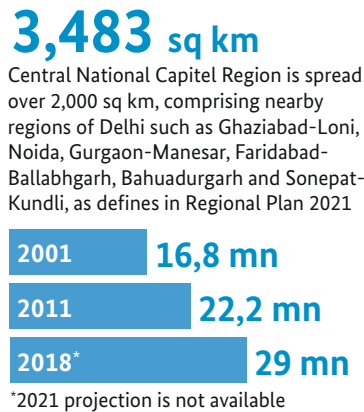 3,483 sq km
Central National Capitel Region is spread
over 2,000 sq km, comprising nearby
regions of Delhi such as Ghaziabad-Loni,
Noida, Gurgaon-Manesar, Faridabad-
Ballabhgarh, Bahuadurgarh and Sonepat-
Kundli, as defines in Regional Plan 2021
2001 16,8 mn
2011 22,2 mn
2018* 29 mn
*2021 projection is not available